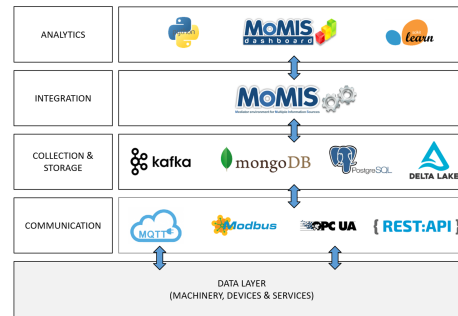 ANALYTICS
python
MOMIS
dashboard
learn
INTEGRATION
MOMIS
COLLECTION &
STORAGE
kafka
mongoDB
PostgreSQL
DELTA LAKE
COMMUNICATION
MQTT
Modbus
OPC UA
{ REST:API }
DATA LAYER
(MACHINERY, DEVICES & SERVICES)